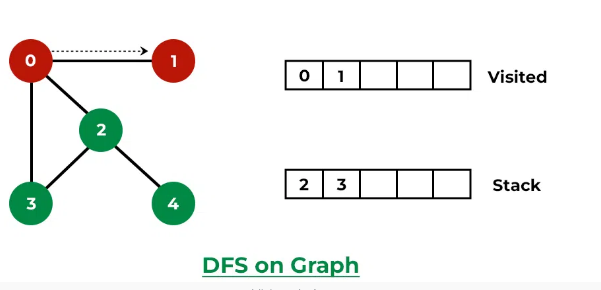 0 1
2
3 4
0 1 Visited
2 3 Stack
DFS on Graph